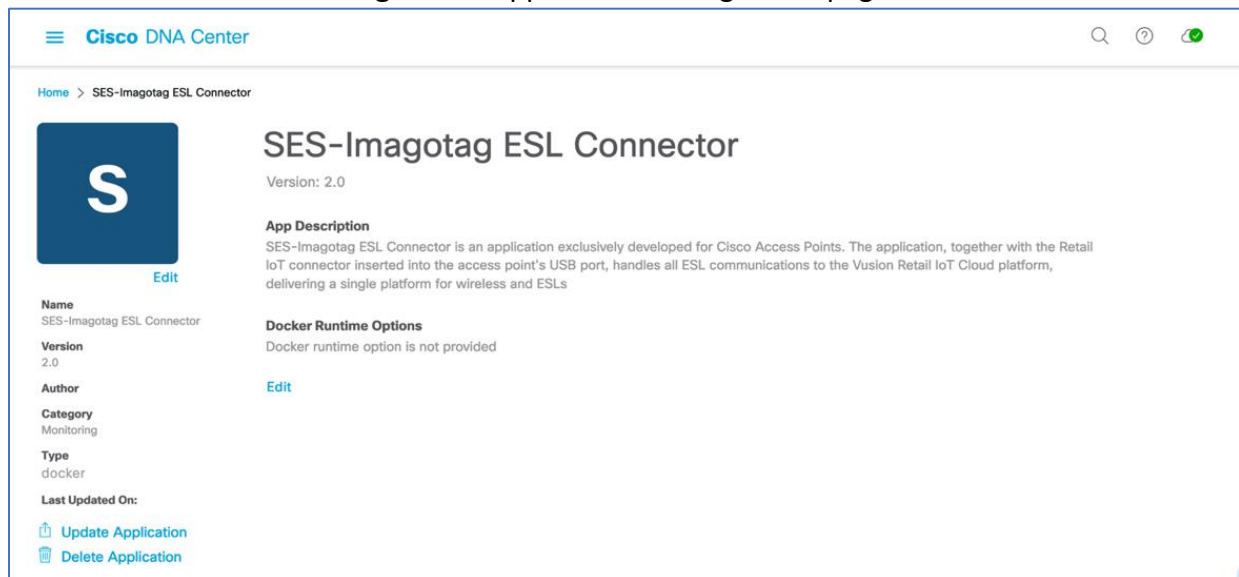 Cisco DNA Center
Home > SES-Imagotag ESL Connector
S
Edit
Name
SES-Imagotag ESL Connector
Version
2.0
Author
Category
Monitoring
Type
docker
Last Updated On:
Update Application
Delete Application
SES-Imagotag ESL Connector
Version: 2.0
App Description
SES-Imagotag ESL Connector is an application exclusively developed for Cisco Access Points. The application, together with the Retail
IoT connector inserted into the access point's USB port, handles all ESL communications to the Vusion Retail IoT Cloud platform,
delivering a single platform for wireless and ESLs
Docker Runtime Options
Docker runtime option is not provided
Edit